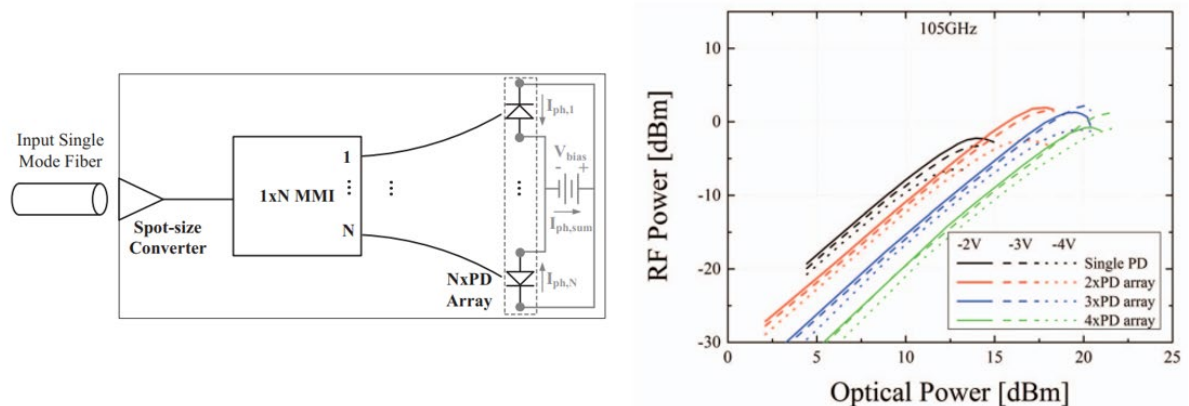 Input Single
Mode Fiber
Spot-size
Converter
1xN MMI
1
N
NxPD
Array
I_ph,1
V_bias
- +
I_ph,sum
I_ph,N
105GHz
RF Power [dBm]
10
0
-10
-20
-30
0 5 10 15 20 25
Optical Power [dBm]
-2V -3V -4V
Single PD
2xPD array
3xPD array
4xPD array